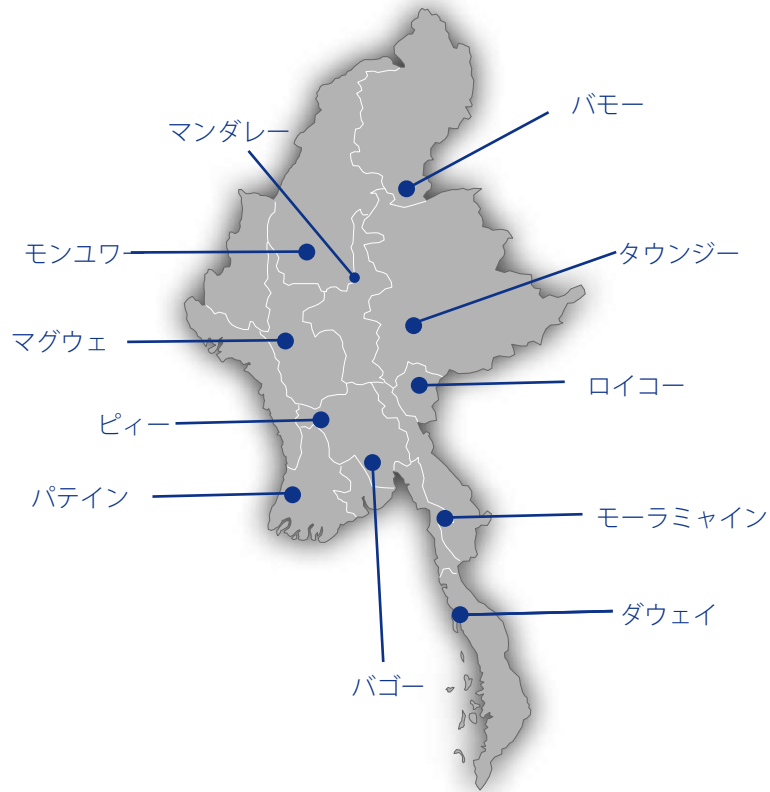 バモー
マンダレー
モンユワ
タウンジー
マグウェ
ロイコー
ピィー
パテイン
モーラミャイン
ダウェイ
バゴー